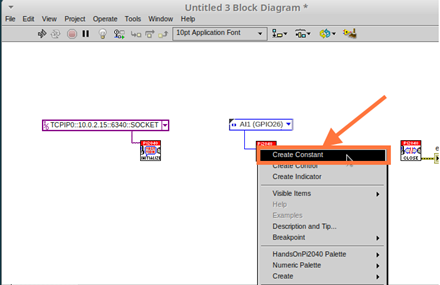 Untitled 3 Block Diagram *
File Edit View Project Operate Tools Window Help
10pt Application Font
TCPIP0::10.0.2.15::6340::SOCKET
AI1 (GPIO26)
PI2040
INITIALIZE
PI2040
PI2040
CLOSE
Create Constant
Create Control
Create Indicator
Visible Items
Help
Examples
Description and Tip...
Breakpoint
HandsOnPi2040 Palette
Numeric Palette
Create